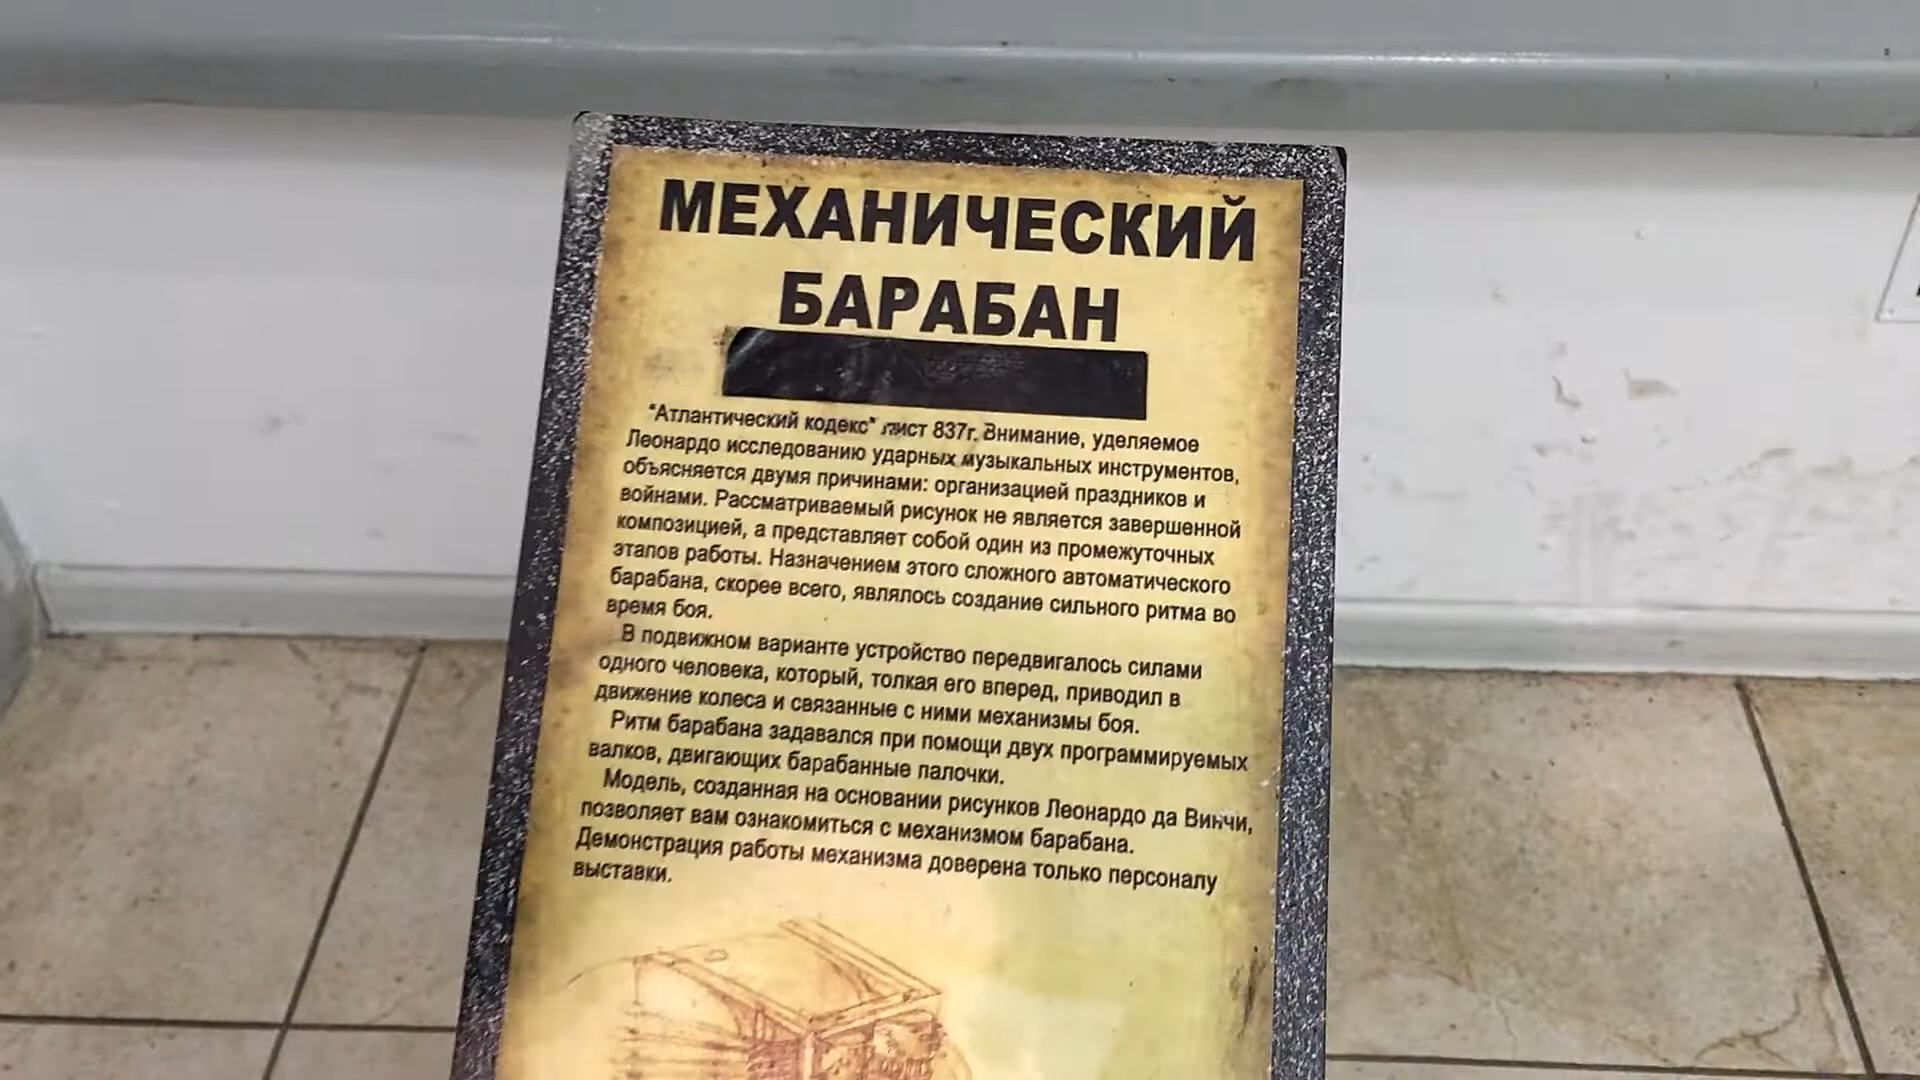 МЕХАНИЧЕСКИЙ
БАРАБАН
"Атлантический кодекс" лист 837г. Внимание, уделяемое
Леонардо исследованию ударных музыкальных инструментов,
объясняется двумя причинами: организацией праздников и
войнами. Рассматриваемый рисунок не является завершенной
композицией, а представляет собой один из промежуточных
этапов работы. Назначением этого сложного автоматического
барабана, скорее всего, являлось создание сильного ритма во
время боя.
В подвижном варианте устройство передвигалось силами
одного человека, который, толкая его вперед, приводил в
движение колеса и связанные с ними механизмы боя.
Ритм барабана задавался при помощи двух программируемых
валков, двигающих барабанные палочки.
Модель, созданная на основании рисунков Леонардо да Винчи,
позволяет вам ознакомиться с механизмом барабана.
Демонстрация работы механизма доверена только персоналу
выставки.